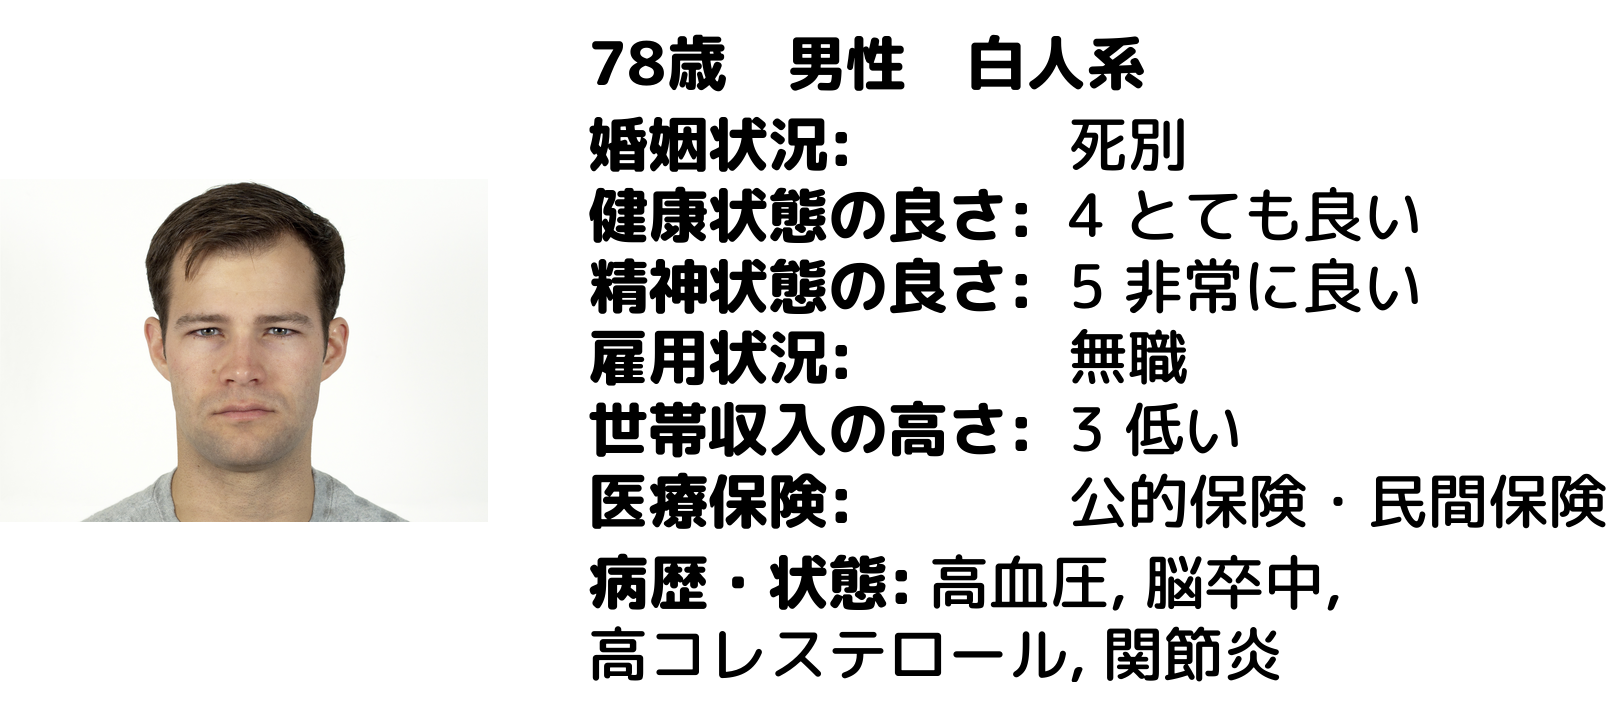 78歳　男性　白人系
婚姻状況: 死別
健康状態の良さ: 4 とても良い
精神状態の良さ: 5 非常に良い
雇用状況: 無職
世帯収入の高さ: 3 低い
医療保険: 公的保険・民間保険
病歴・状態: 高血圧, 脳卒中,
高コレステロール, 関節炎